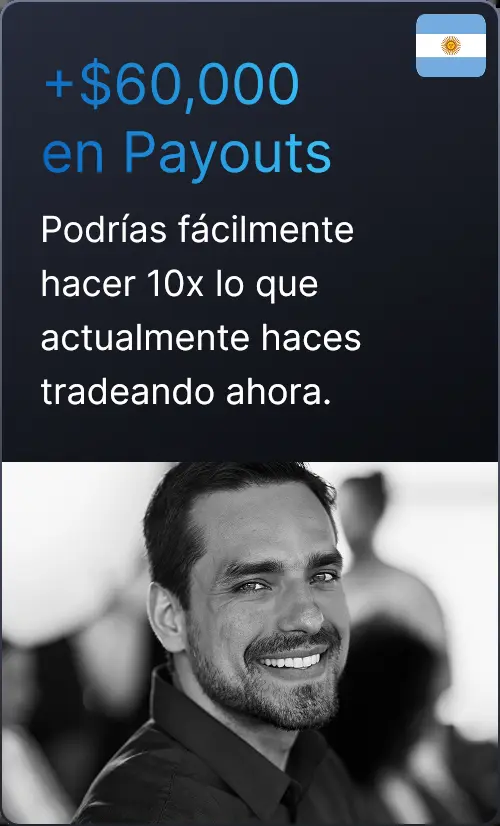 +$60,000
en Payouts
Podrías fácilmente
hacer 10x lo que
actualmente haces
tradeando ahora.